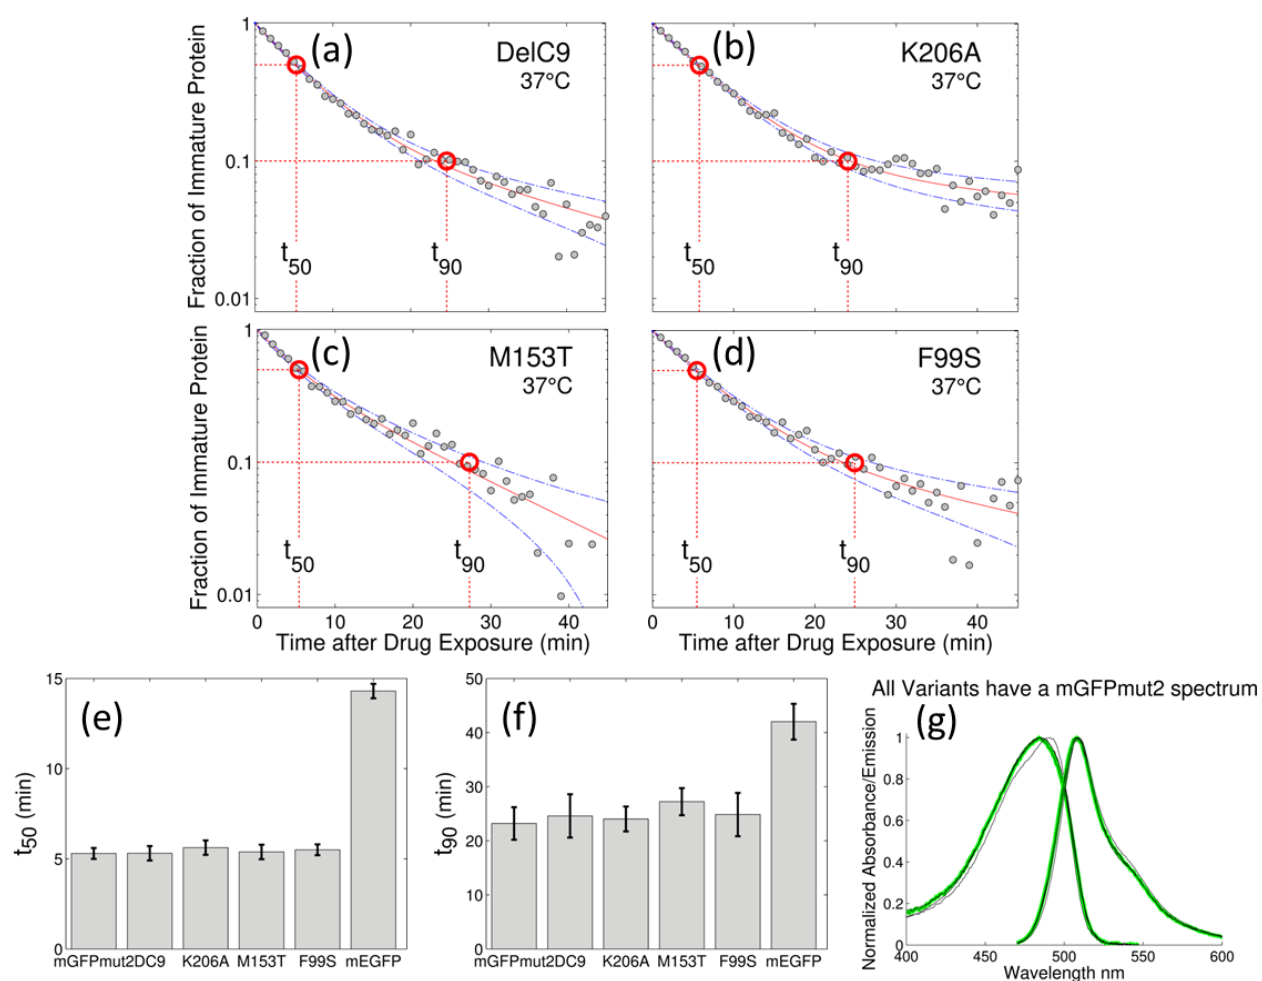 (a)
DelC9
37°C
(b)
K206A
37°C
Fraction of Immature Protein
1
0.1
0.01
t50
t90
t50
t90
(c)
M153T
37°C
(d)
F99S
37°C
Fraction of Immature Protein
1
0.1
0.01
t50
t90
t50
t90
0 10 20 30 40
0 10 20 30 40
Time after Drug Exposure (min)
Time after Drug Exposure (min)
(e)
t50 (min)
15
10
5
0
mGFPmut2 DC9 K206A M153T F99S mEGFP
(f)
t90 (min)
50
40
30
20
10
0
mGFPmut2 DC9 K206A M153T F99S mEGFP
All Variants have a mGFPmut2 spectrum
(g)
Normalized Absorbance/Emission
1
0.8
0.6
0.4
0.2
0
400 450 500 550 600
Wavelength nm